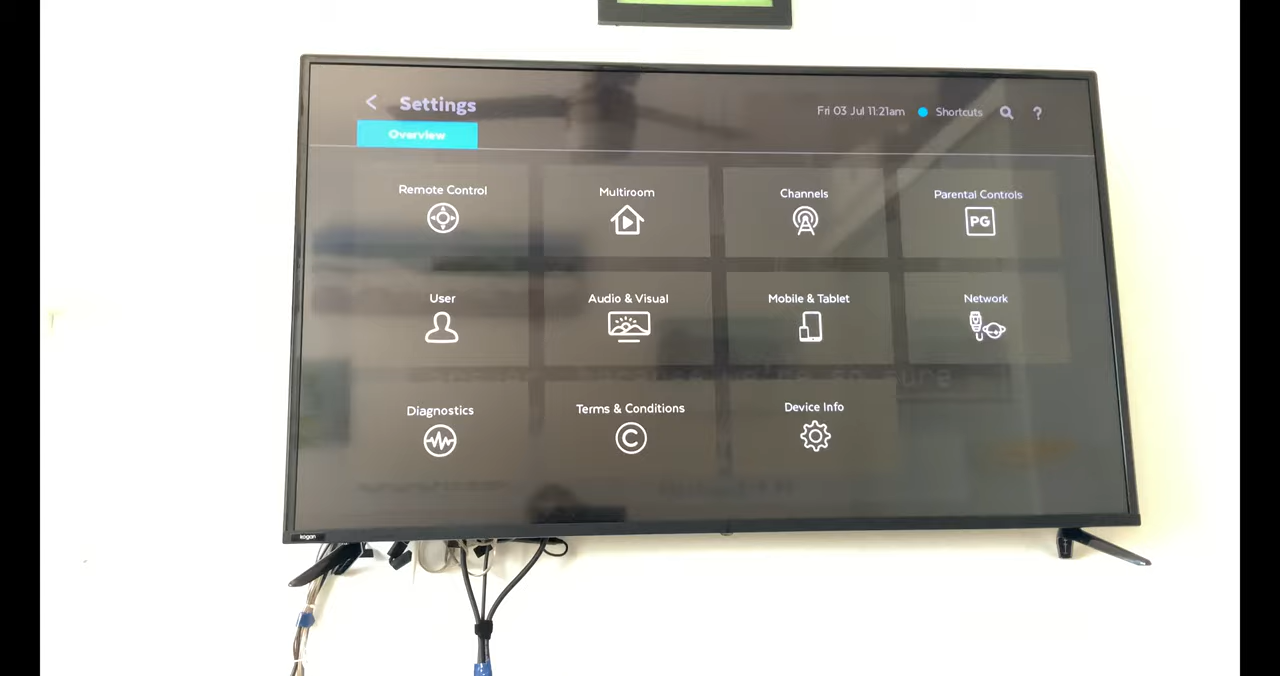 Settings
Fri 03 Jul 11:21am Shortcuts ?
Overview
Remote Control
Multiroom
Channels
Parental Controls
PG
User
Audio & Visual
Mobile & Tablet
Network
Diagnostics
Terms & Conditions
C
Device Info
kogan